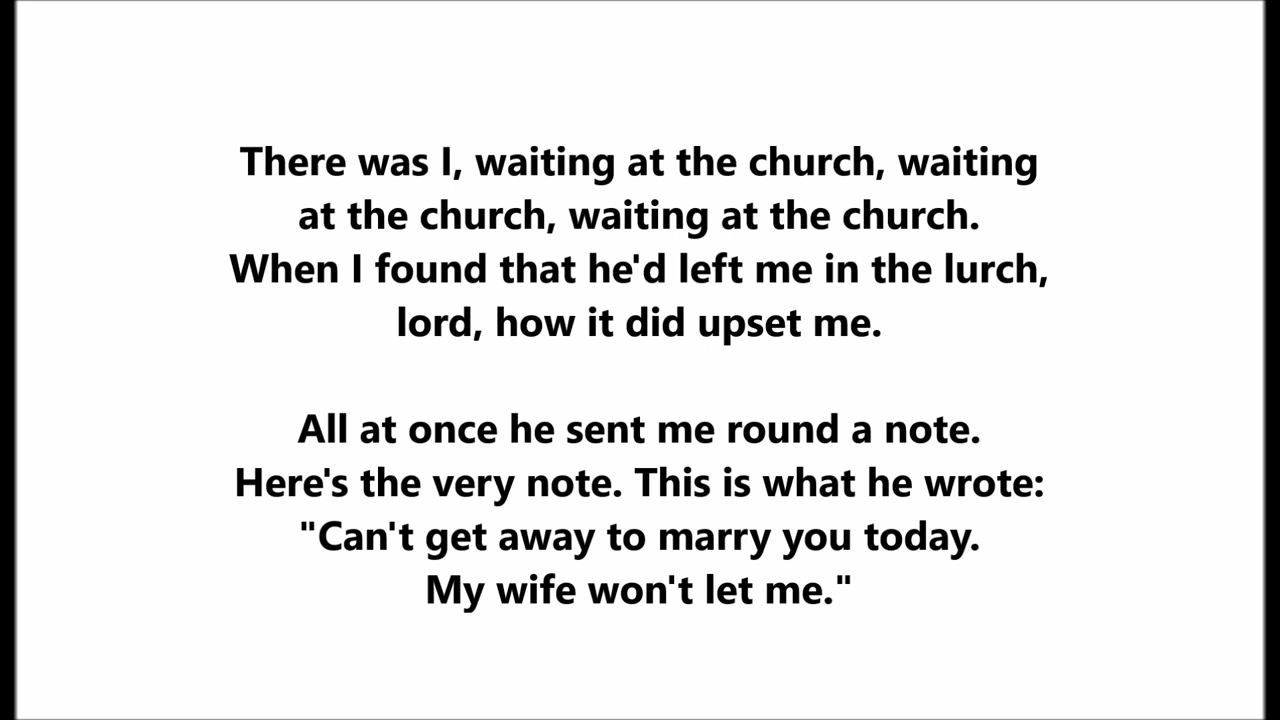 There was I, waiting at the church, waiting
at the church, waiting at the church.
When I found that he'd left me in the lurch,
lord, how it did upset me.
All at once he sent me round a note.
Here's the very note. This is what he wrote:
"Can't get away to marry you today.
My wife won't let me."